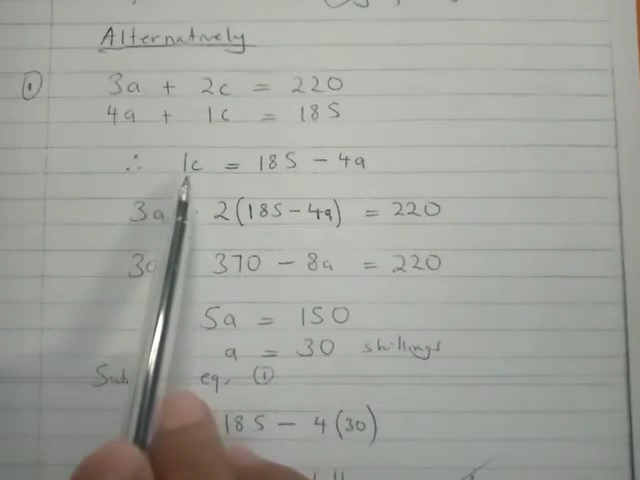 Alternatively
① 3a + 2c = 220
4a + 1c = 185
∴ 1c = 185 - 4a
3a 2(185-4a) = 220
370 - 8a = 220
5a = 150
a = 30 shillings
Sub eq. ①
185 - 4(30)